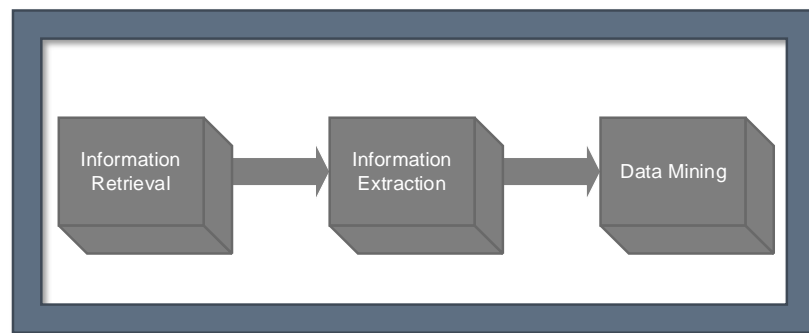 Information
Retrieval
Information
Extraction
Data Mining